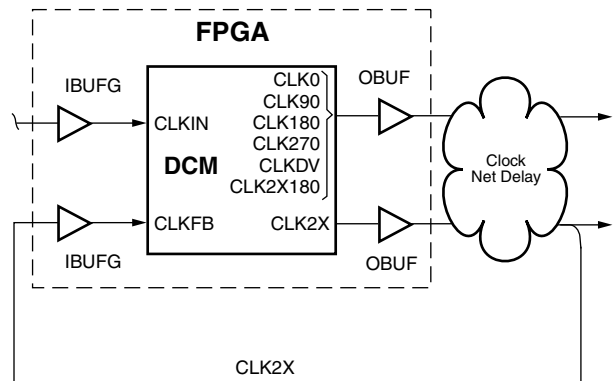 FPGA
IBUFG
CLKIN
DCM
CLKFB
IBUFG
CLK0
CLK90
CLK180
CLK270
CLKDV
CLK2X180
CLK2X
OBUF
OBUF
Clock
Net Delay
CLK2X